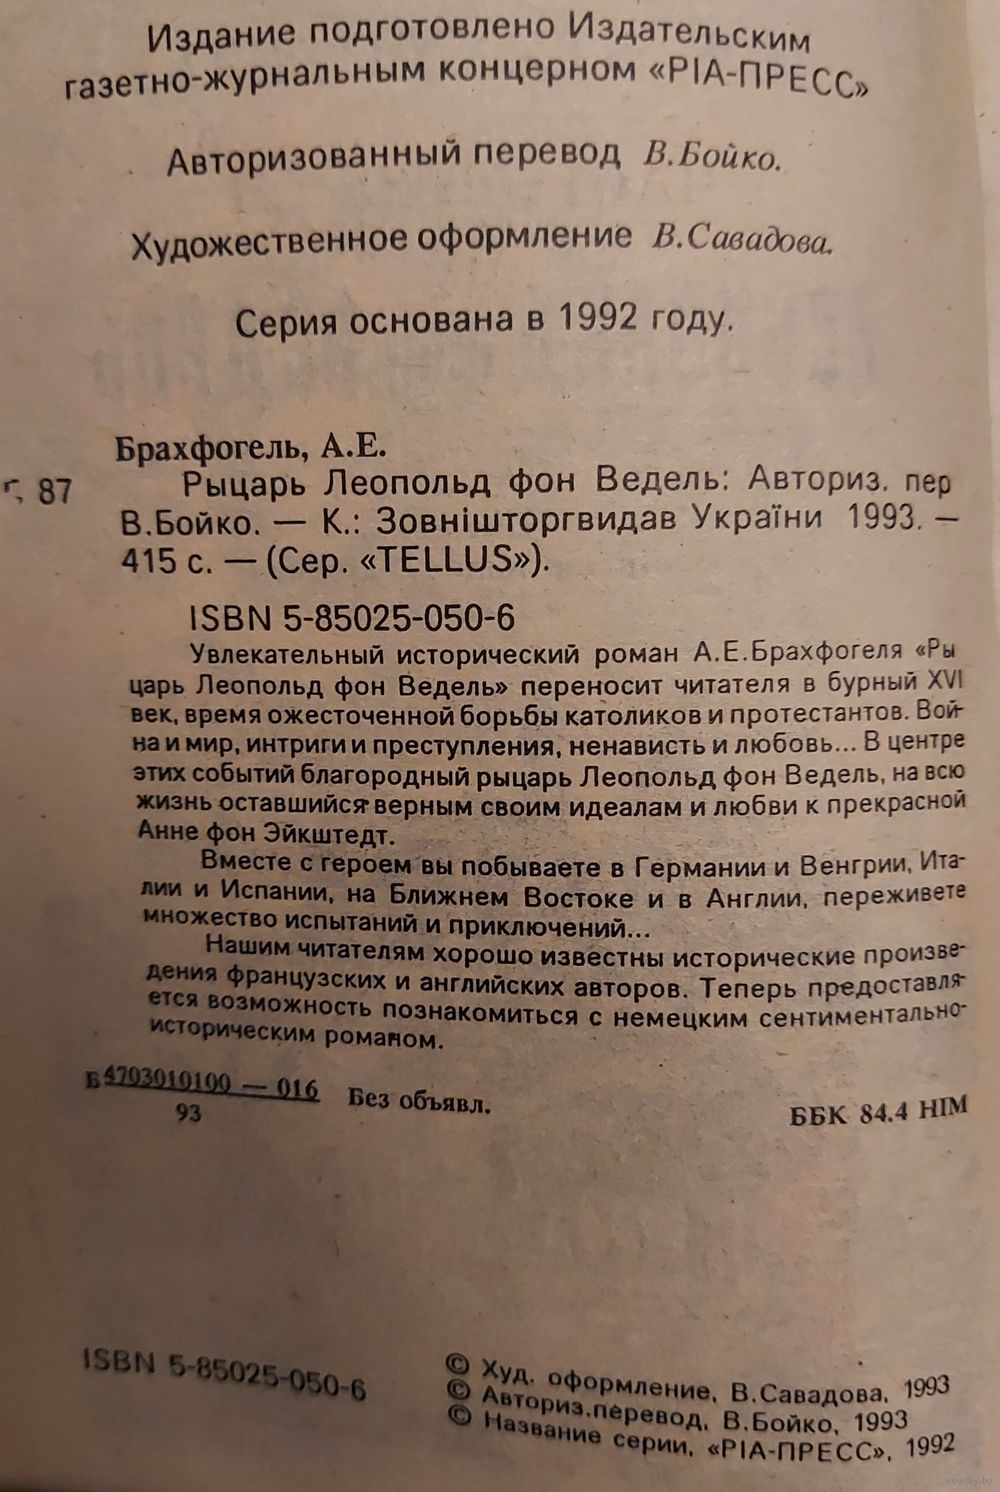 Издание подготовлено Издательским
газетно-журнальным концерном «РІА-ПРЕСС»
Авторизованный перевод В.Бойко.
Художественное оформление В.Савадова.
Серия основана в 1992 году.
Брахфогель, А.Е.
87 Рыцарь Леопольд фон Ведель: Авториз. пер
В.Бойко. — К.: Зовнішторгвидав України 1993. —
415 с. — (Сер. «TELLUS»).
ISBN 5-85025-050-6
Увлекательный исторический роман А.Е.Брахфогеля «Ры
царь Леопольд фон Ведель» переносит читателя в бурный XVI
век, время ожесточенной борьбы католиков и протестантов. Вой-
на и мир, интриги и преступления, ненависть и любовь... В центре
этих событий благородный рыцарь Леопольд фон Ведель, на всю
жизнь оставшийся верным своим идеалам и любви к прекрасной
Анне фон Эйкштедт.
Вместе с героем вы побываете в Германии и Венгрии, Ита-
лии и Испании, на Ближнем Востоке и в Англии, переживете
множество испытаний и приключений...
Нашим читателям хорошо известны исторические произве-
дения французских и английских авторов. Теперь предоставля-
ется возможность познакомиться с немецким сентиментально-
историческим романом.
Б 4703010100 — 016 Без объявл.
93
ББК 84.4 НІМ
ISBN 5-85025-050-6
© Худ. оформление, В.Савадова, 1993
© Авториз.перевод, В.Бойко, 1993
© Название серии, «РІА-ПРЕСС», 1992
www.ay.by